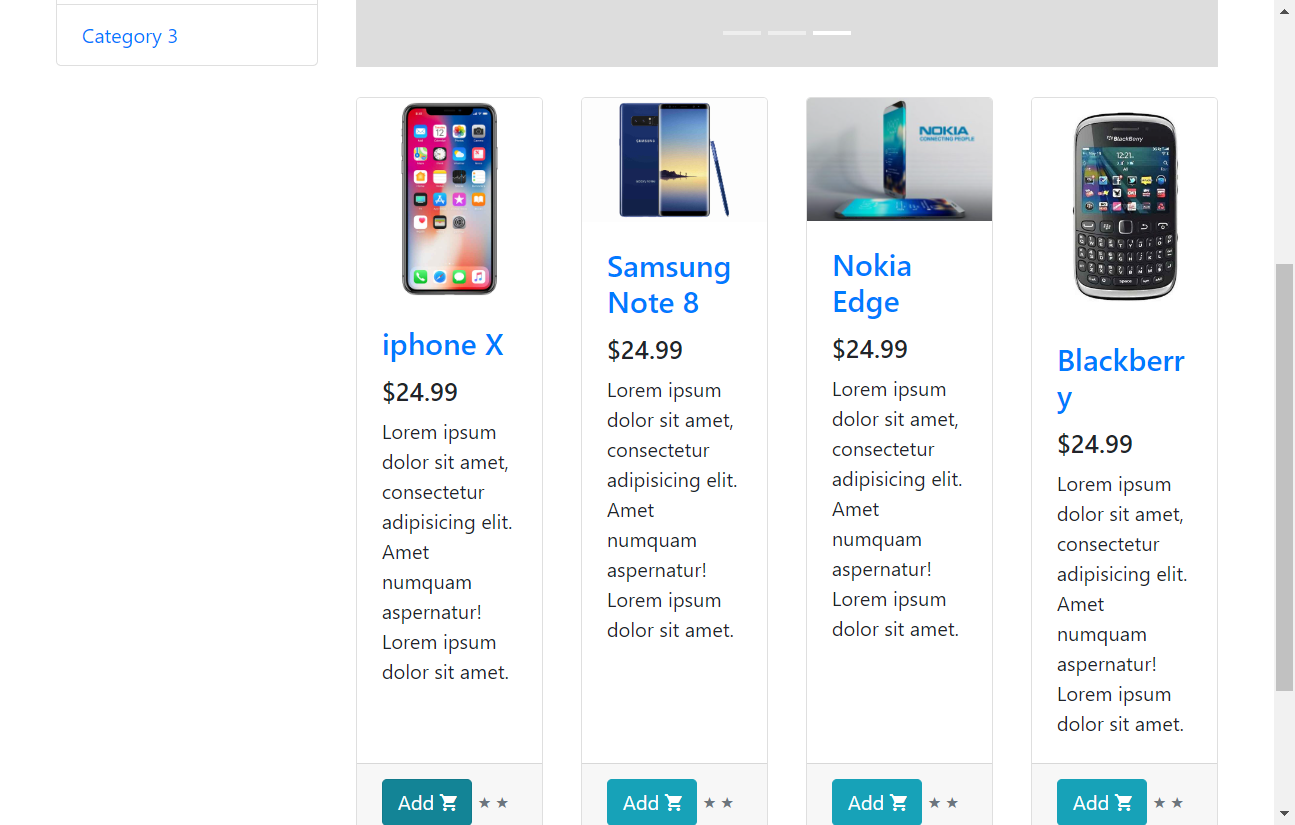 Category 3
iphone X
$24.99
Lorem ipsum
dolor sit amet,
consectetur
adipisicing elit.
Amet
numquam
aspernatur!
Lorem ipsum
dolor sit amet.
Add
SAMSUNG
Samsung
Note 8
$24.99
Lorem ipsum
dolor sit amet,
consectetur
adipisicing elit.
Amet
numquam
aspernatur!
Lorem ipsum
dolor sit amet.
Add
NOKIA
CONNECTING PEOPLE
Nokia
Edge
$24.99
Lorem ipsum
dolor sit amet,
consectetur
adipisicing elit.
Amet
numquam
aspernatur!
Lorem ipsum
dolor sit amet.
Add
BlackBerry
12:21
Blackberr
y
$24.99
Lorem ipsum
dolor sit amet,
consectetur
adipisicing elit.
Amet
numquam
aspernatur!
Lorem ipsum
dolor sit amet.
Add